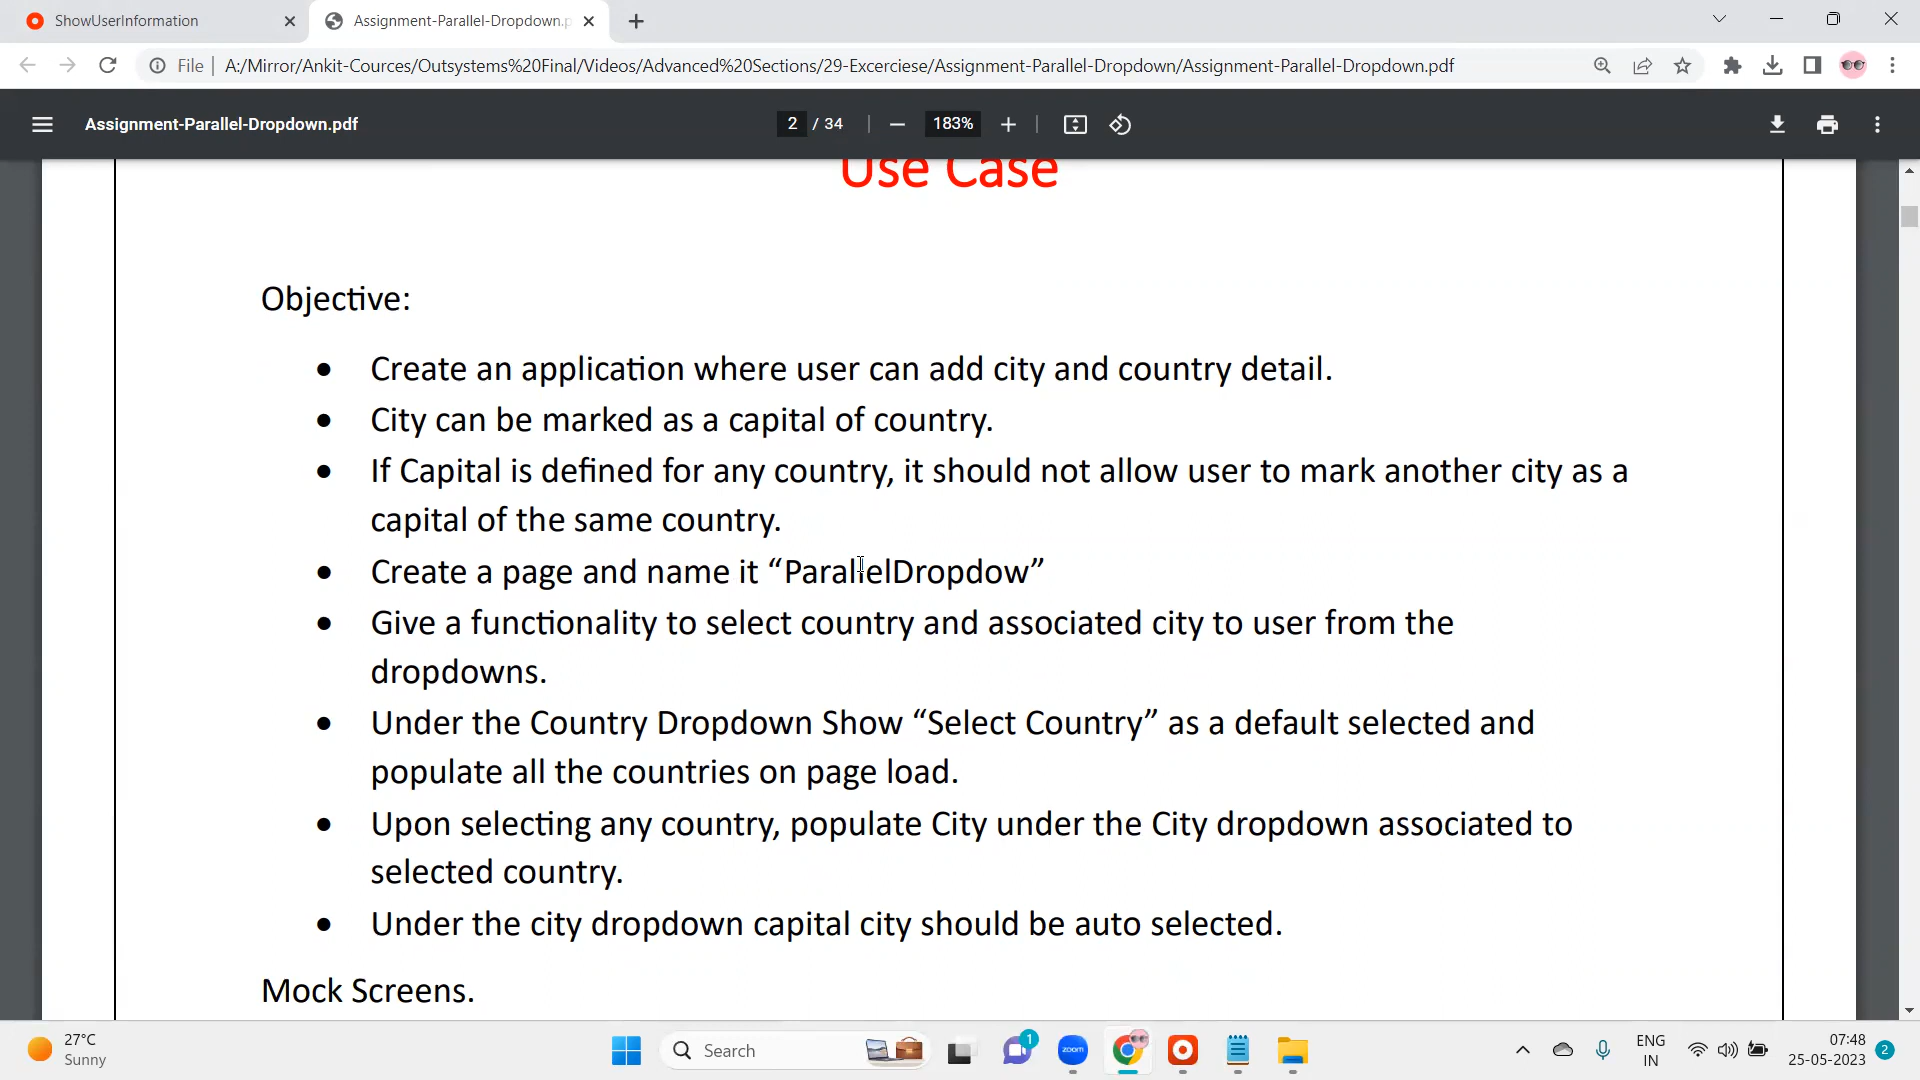 ShowUserInformation
Assignment-Parallel-Dropdown.p
File | A:/Mirror/Ankit-Cources/Outsystems%20Final/Videos/Advanced%20Sections/29-Excerciese/Assignment-Parallel-Dropdown/Assignment-Parallel-Dropdown.pdf
Assignment-Parallel-Dropdown.pdf
2 / 34
183%
Use Case
Objective:
• Create an application where user can add city and country detail.
• City can be marked as a capital of country.
• If Capital is defined for any country, it should not allow user to mark another city as a
capital of the same country.
• Create a page and name it “ParallelDropdow”
• Give a functionality to select country and associated city to user from the
dropdowns.
• Under the Country Dropdown Show “Select Country” as a default selected and
populate all the countries on page load.
• Upon selecting any country, populate City under the City dropdown associated to
selected country.
• Under the city dropdown capital city should be auto selected.
Mock Screens.
27°C
Sunny
Search
1
zoom
ENG
IN
07:48
25-05-2023
2